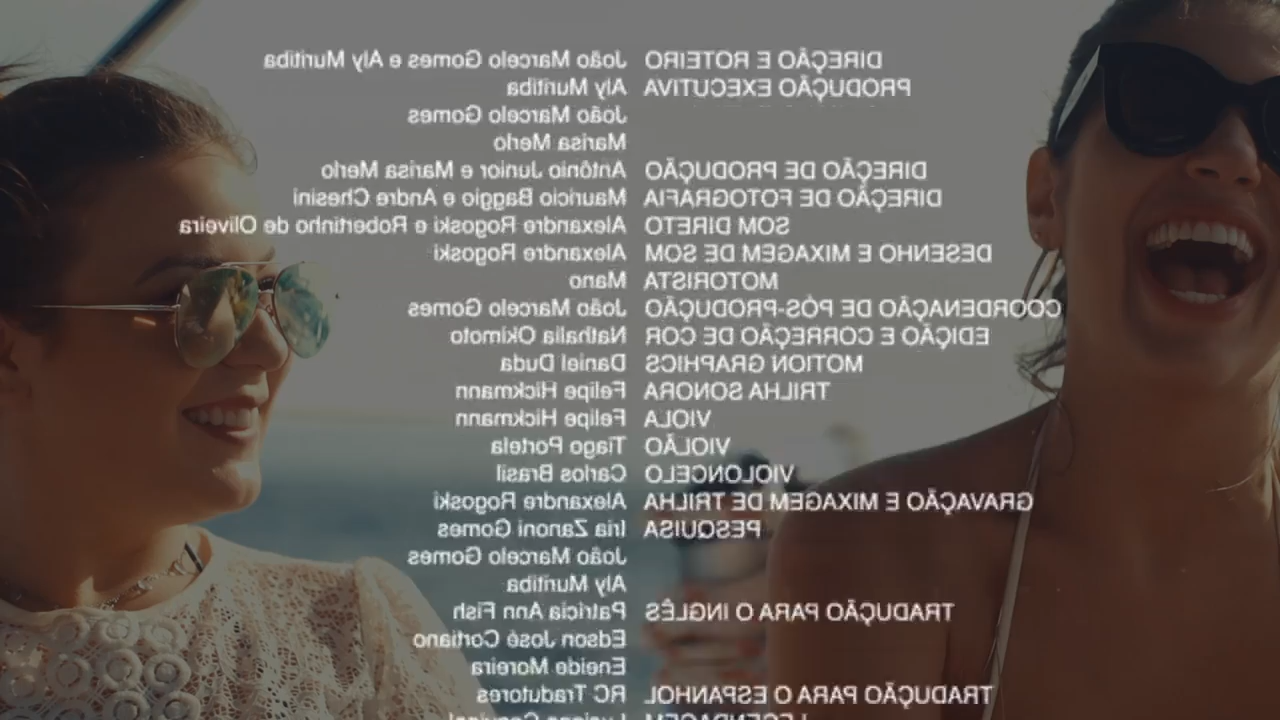 DIREÇÃO E ROTEIRO João Marcelo Gomes e Aly Muritiba
PRODUÇÃO EXECUTIVA Aly Muritiba
João Marcelo Gomes
Marisa Merlo
DIREÇÃO DE PRODUÇÃO Antônio Junior e Marisa Merlo
DIREÇÃO DE FOTOGRAFIA Mauricio Baggio e Andre Chesini
SOM DIRETO Alexandre Rogoski e Robertinho de Oliveira
DESENHO E MIXAGEM DE SOM Alexandre Rogoski
MOTORISTA Mano
COORDENAÇÃO DE PÓS-PRODUÇÃO João Marcelo Gomes
EDIÇÃO E CORREÇÃO DE COR Nathalia Okimoto
MOTION GRAPHICS Daniel Duda
TRILHA SONORA Felipe Hickmann
VIOLA Felipe Hickmann
VIOLÃO Tiago Portela
VIOLONCELO Carlos Brasil
GRAVAÇÃO E MIXAGEM DE TRILHA Alexandre Rogoski
PESQUISA Iria Zanoni Gomes
João Marcelo Gomes
Aly Muritiba
TRADUÇÃO PARA O INGLÊS Patricia Ann Fish
Edson José Cortiano
Eneide Moreira
TRADUÇÃO PARA O ESPANHOL RC Tradutores
LEGENDAGEM